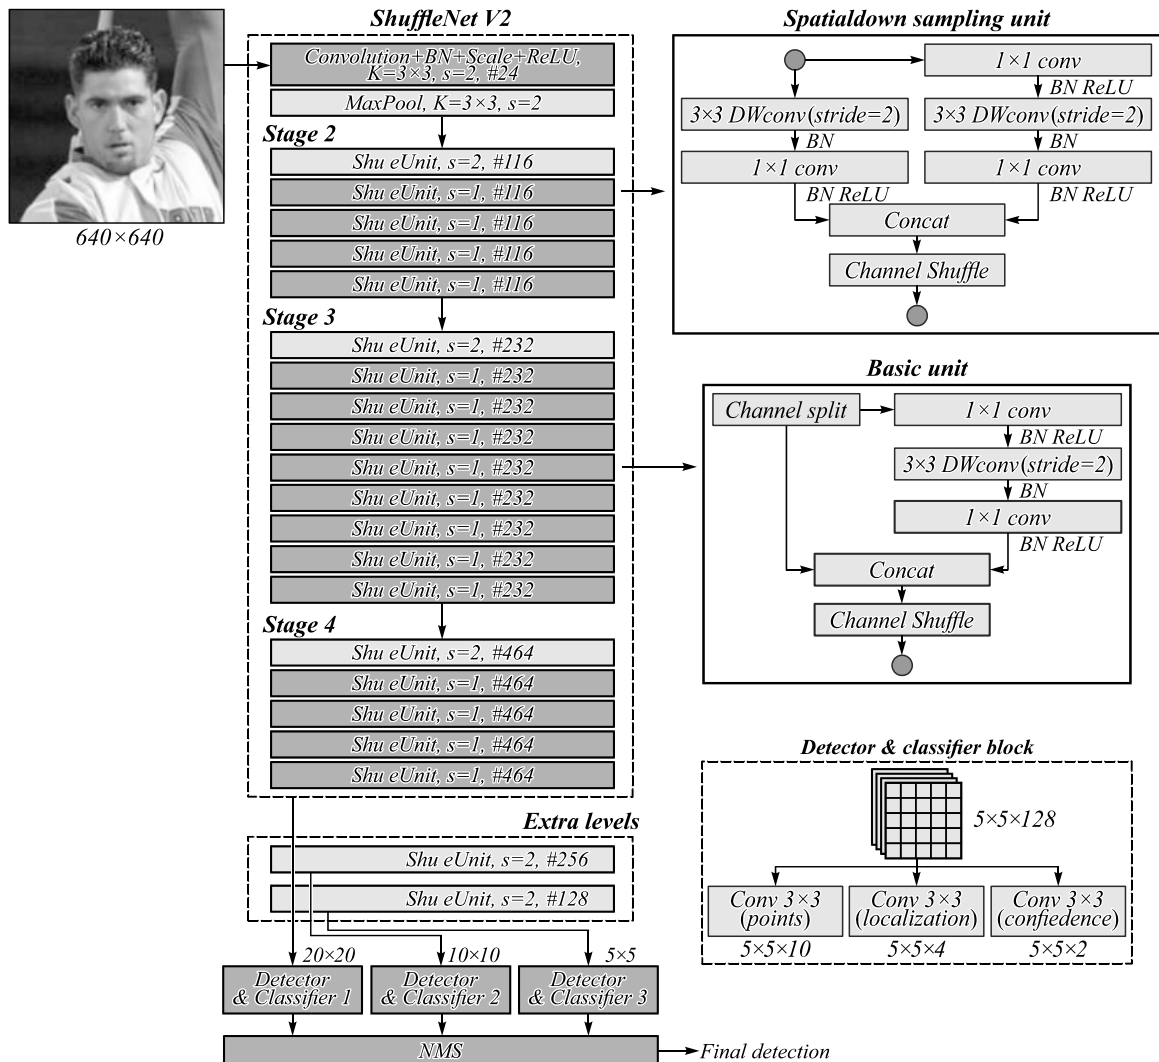 ShuffleNet V2
Convolution+BN+Scale+ReLU,
K=3×3, s=2, #24
MaxPool, K=3×3, s=2
640×640
Stage 2
Shu eUnit, s=2, #116
Shu eUnit, s=1, #116
Shu eUnit, s=1, #116
Shu eUnit, s=1, #116
Shu eUnit, s=1, #116
Stage 3
Shu eUnit, s=2, #232
Shu eUnit, s=1, #232
Shu eUnit, s=1, #232
Shu eUnit, s=1, #232
Shu eUnit, s=1, #232
Shu eUnit, s=1, #232
Shu eUnit, s=1, #232
Shu eUnit, s=1, #232
Shu eUnit, s=1, #232
Stage 4
Shu eUnit, s=2, #464
Shu eUnit, s=1, #464
Shu eUnit, s=1, #464
Shu eUnit, s=1, #464
Shu eUnit, s=1, #464
Extra levels
Shu eUnit, s=2, #256
Shu eUnit, s=2, #128
20×20
10×10
5×5
Detector
& Classifier 1
Detector
& Classifier 2
Detector
& Classifier 3
NMS
Final detection
Spatialdown sampling unit
1×1 conv
BN ReLU
3×3 DWconv(stride=2)
3×3 DWconv(stride=2)
BN
BN
1×1 conv
1×1 conv
BN ReLU
BN ReLU
Concat
Channel Shuffle
Basic unit
Channel split
1×1 conv
BN ReLU
3×3 DWconv(stride=2)
BN
1×1 conv
BN ReLU
Concat
Channel Shuffle
Detector & classifier block
5×5×128
Conv 3×3
(points)
Conv 3×3
(localization)
Conv 3×3
(confiedence)
5×5×10
5×5×4
5×5×2